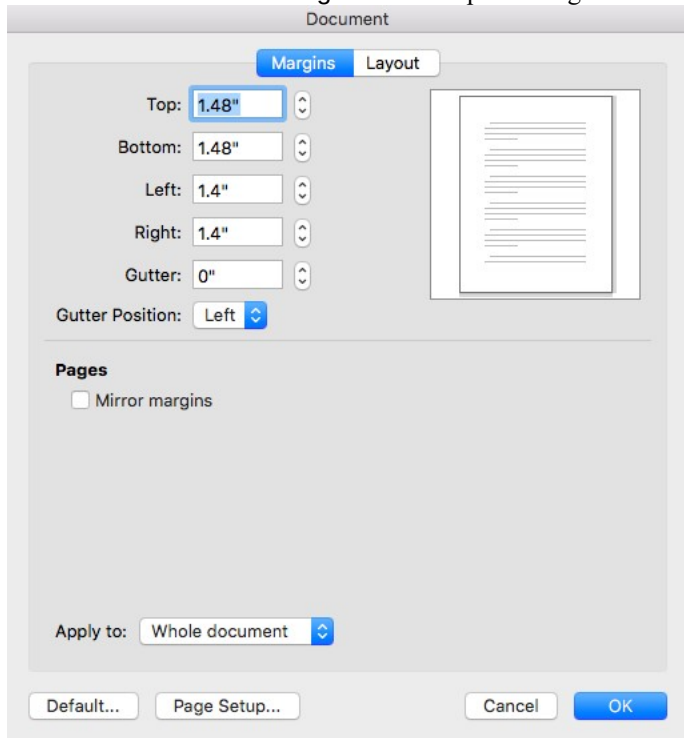 Document
Margins Layout
Top: 1.48"
Bottom: 1.48"
Left: 1.4"
Right: 1.4"
Gutter: 0"
Gutter Position: Left
Pages
Mirror margins
Apply to: Whole document
Default... Page Setup... Cancel OK